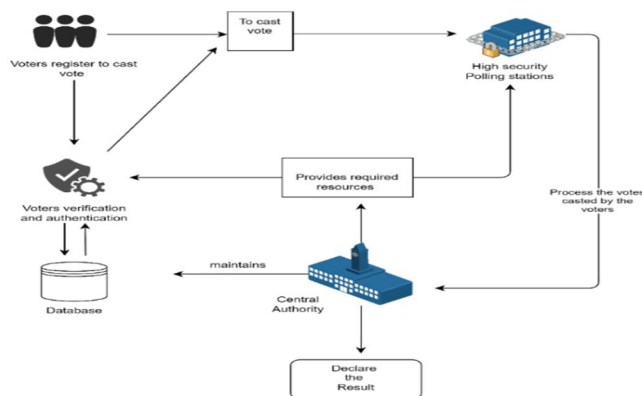 To cast
vote
Voters register to cast
vote
High security
Polling stations
Provides required
resources
Voters verification
and authentication
Process the votes
casted by the
voters
maintains
Central
Authority
Database
Declare
the
Result